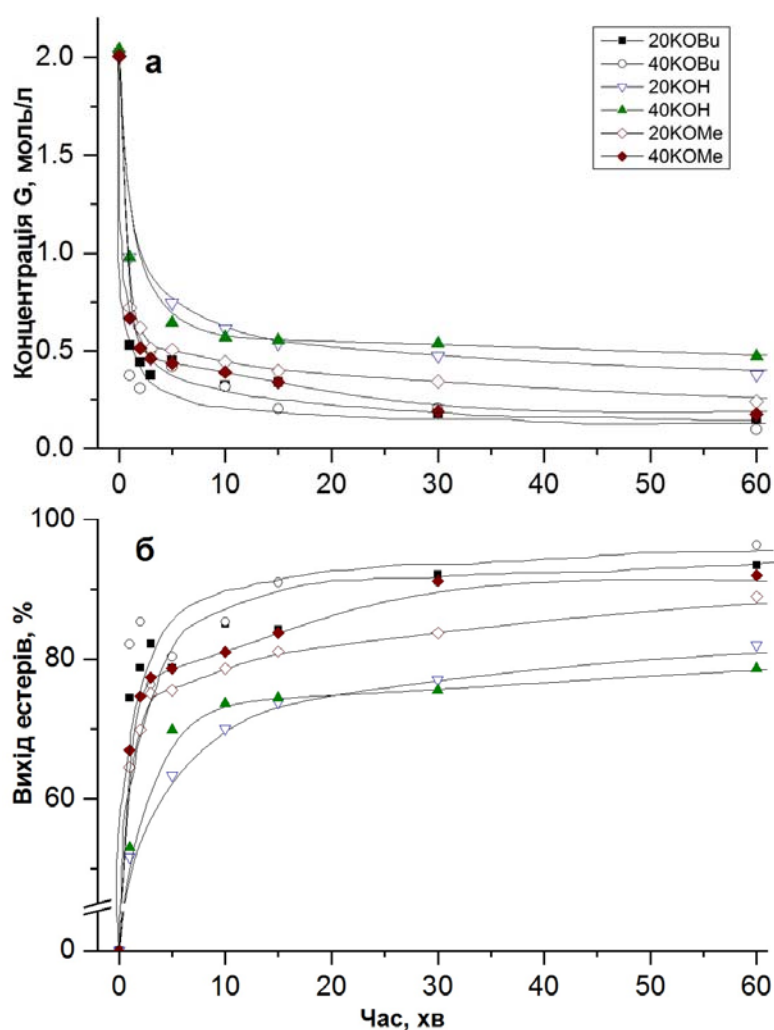 а
2.0
1.5
1.0
0.5
0.0
Концентрація G, моль/л
20KOBu
40KOBu
20KOH
40KOH
20KOMe
40KOMe
0 10 20 30 40 50 60
б
100
80
60
0
Вихід естерів, %
0 10 20 30 40 50 60
Час, хв